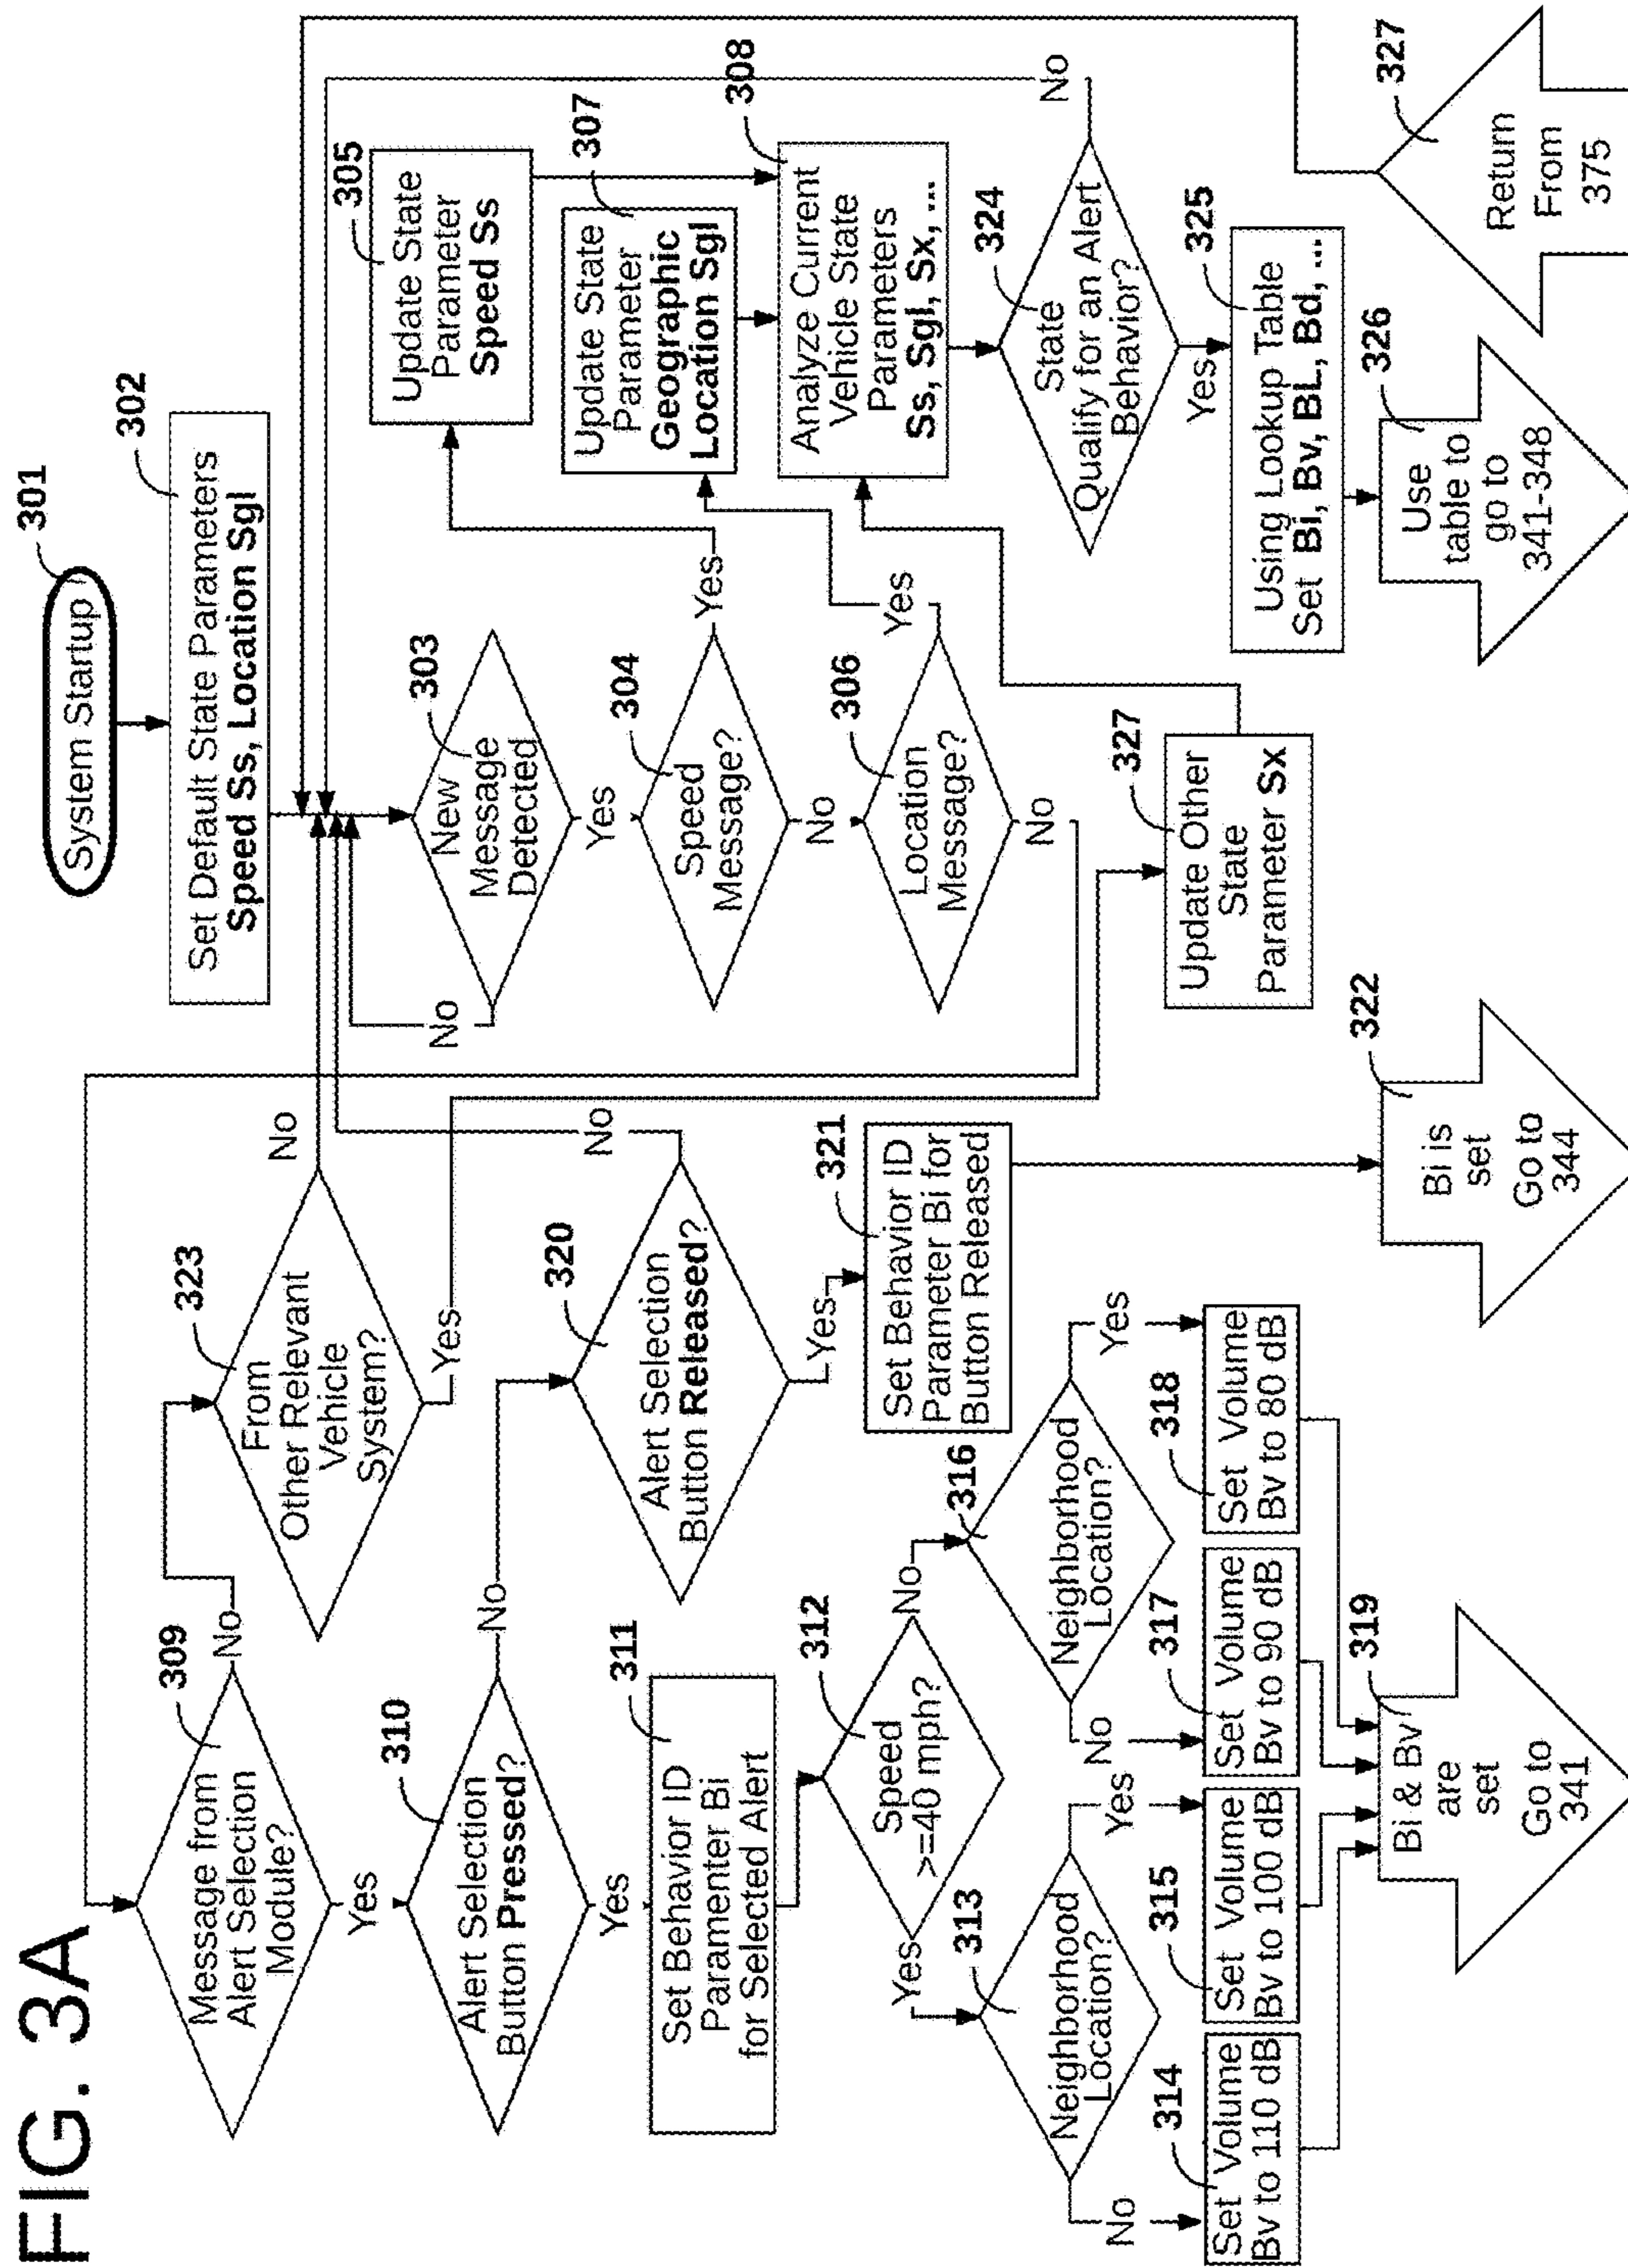 FIG. 3A
301
System Startup
302
Set Default State Parameters
Speed Ss, Location Sgl
303
New
Message
Detected
No
Yes
304
Speed
Message?
Yes
No
305
Update State
Parameter
Speed Ss
306
Location
Message?
Yes
No
307
Update State
Parameter
Geographic
Location Sgl
308
Analyze Current
Vehicle State
Parameters
Ss, Sgl, Sx, ...
324
State
Qualify for an Alert
Behavior?
No
Yes
325
Using Lookup Table
Set Bi, Bv, BL, Bd, ...
326
Use
table to
go to
341-348
327
Return
From
375
327
Update Other
State
Parameter Sx
309
Message from
Alert Selection
Module?
No
Yes
323
From
Other Relevant
Vehicle
System?
No
Yes
310
Alert Selection
Button Pressed?
No
Yes
320
Alert Selection
Button Released?
No
Yes
321
Set Behavior ID
Parameter Bi for
Button Released
322
Bi is
set
Go to
344
311
Set Behavior ID
Paramenter Bi
for Selected Alert
312
Speed
>=40 mph?
Yes
No
313
Neighborhood
Location?
No
Yes
316
Neighborhood
Location?
No
Yes
314
Set Volume
Bv to 110 dB
315
Set Volume
Bv to 100 dB
317
Set Volume
Bv to 90 dB
318
Set Volume
Bv to 80 dB
319
Bi & Bv
are
set
Go to
341